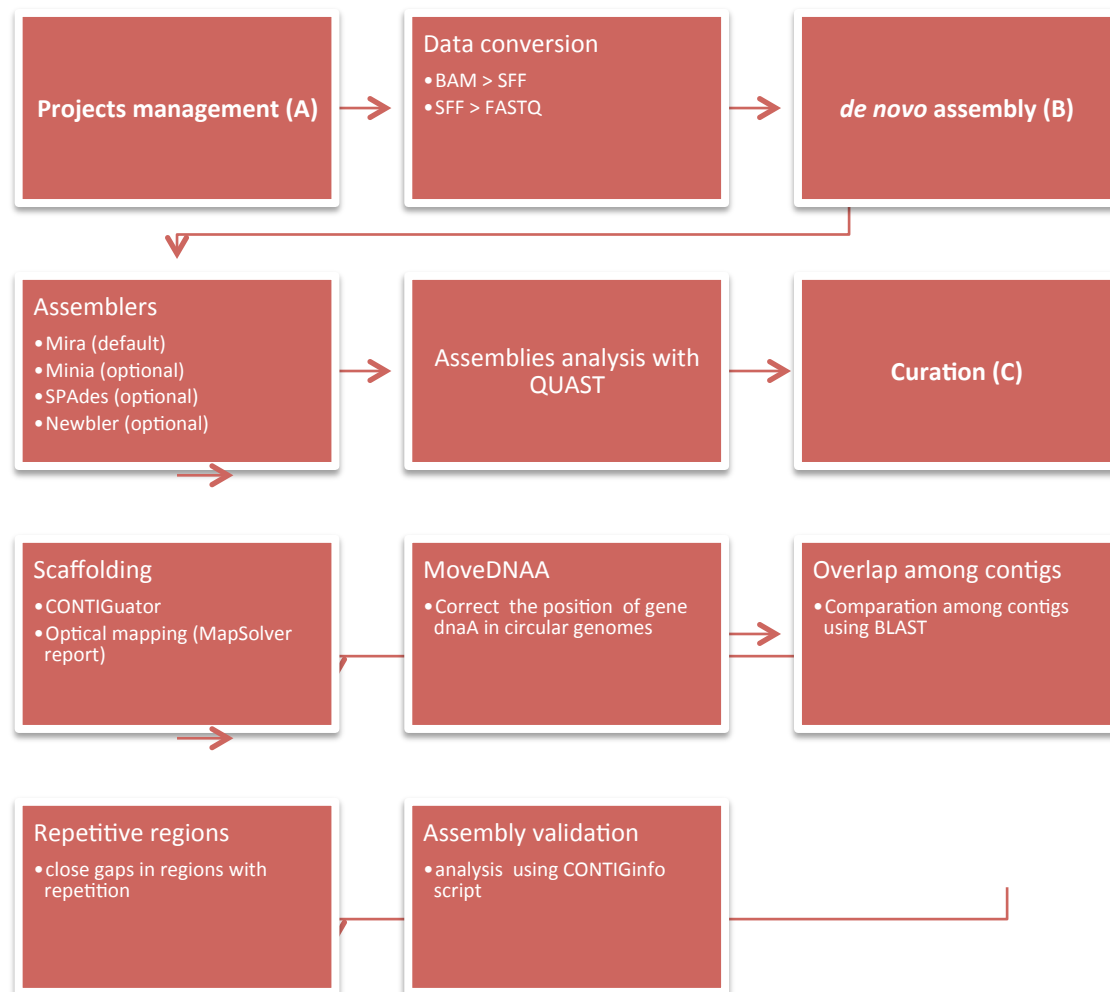 Projects management (A)
Data conversion
•BAM > SFF
•SFF > FASTQ
de novo assembly (B)
Assemblers
•Mira (default)
•Minia (optional)
•SPAdes (optional)
•Newbler (optional)
Assemblies analysis with
QUAST
Curation (C)
Scaffolding
•CONTIGuator
•Optical mapping (MapSolver
report)
MoveDNAA
•Correct the position of gene
dnaA in circular genomes
Overlap among contigs
•Comparation among contigs
using BLAST
Repetitive regions
•close gaps in regions with
repetition
Assembly validation
•analysis using CONTIGinfo
script